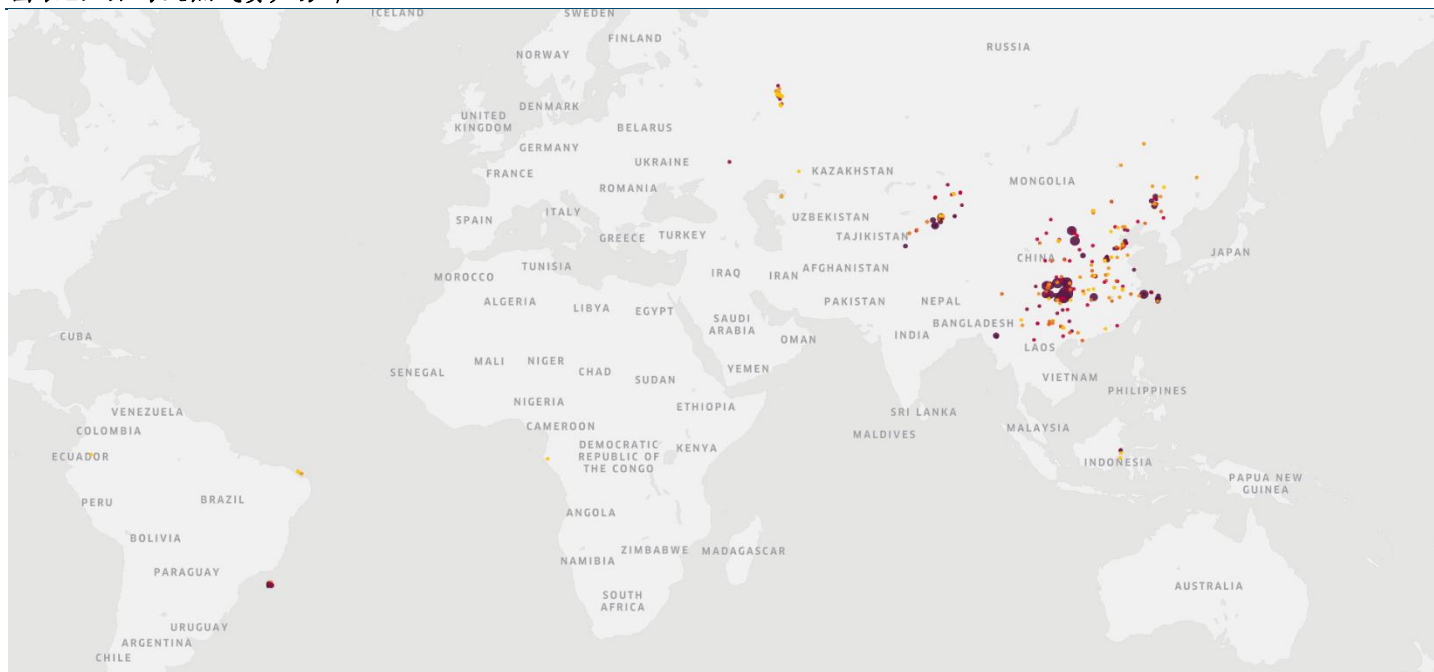 ICELAND
SWEDEN
FINLAND
RUSSIA
NORWAY
DENMARK
UNITED
KINGDOM
BELARUS
GERMANY
UKRAINE
FRANCE
KAZAKHSTAN
MONGOLIA
ROMANIA
ITALY
SPAIN
UZBEKISTAN
GREECE
TURKEY
TAJIKISTAN
JAPAN
CHINA
TUNISIA
MOROCCO
IRAQ
IRAN
AFGHANISTAN
ALGERIA
LIBYA
EGYPT
PAKISTAN
NEPAL
SAUDI
ARABIA
BANGLADESH
CUBA
OMAN
INDIA
LAOS
MALI
NIGER
CHAD
SUDAN
YEMEN
SENEGAL
VIETNAM
PHILIPPINES
NIGERIA
ETHIOPIA
VENEZUELA
SRI LANKA
COLOMBIA
CAMEROON
MALDIVES
MALAYSIA
DEMOCRATIC
REPUBLIC OF
THE CONGO
KENYA
ECUADOR
INDONESIA
PAPUA NEW
GUINEA
PERU
BRAZIL
ANGOLA
BOLIVIA
ZIMBABWE
MADAGASCAR
NAMIBIA
PARAGUAY
AUSTRALIA
SOUTH
AFRICA
URUGUAY
ARGENTINA
CHILE